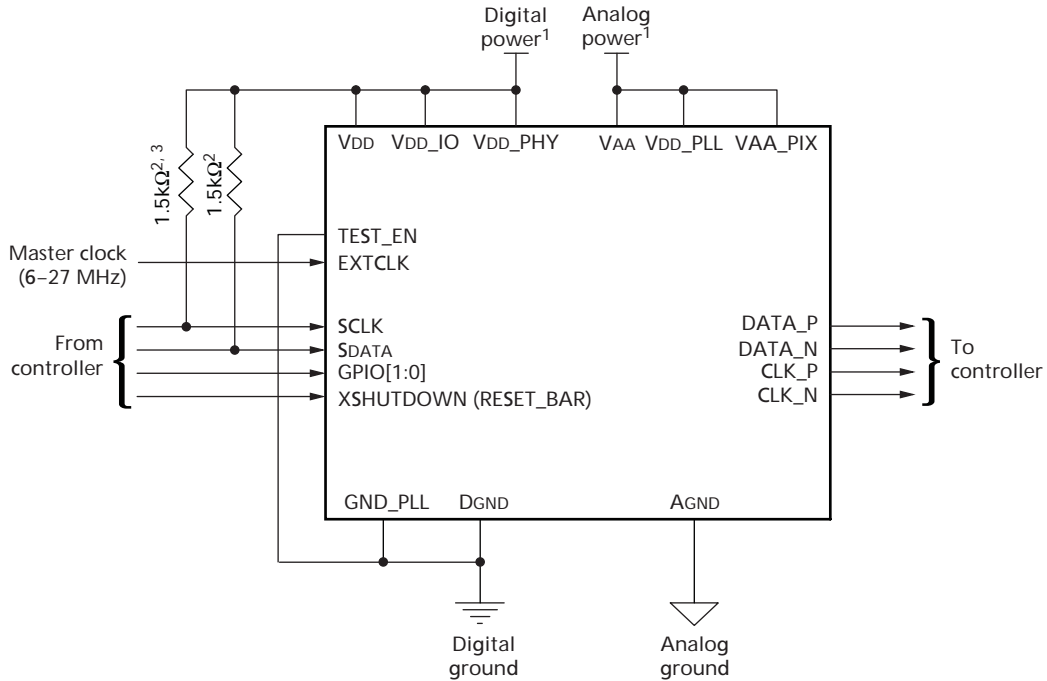 Digital
power1
Analog
power1
VDD VDD_IO VDD_PHY
VAA VDD_PLL VAA_PIX
1.5kΩ2, 3
1.5kΩ2
TEST_EN
Master clock
(6–27 MHz)
EXTCLK
From
controller
SCLK
SDATA
GPIO[1:0]
XSHUTDOWN (RESET_BAR)
DATA_P
DATA_N
CLK_P
CLK_N
To
controller
GND_PLL DGND
AGND
Digital
ground
Analog
ground